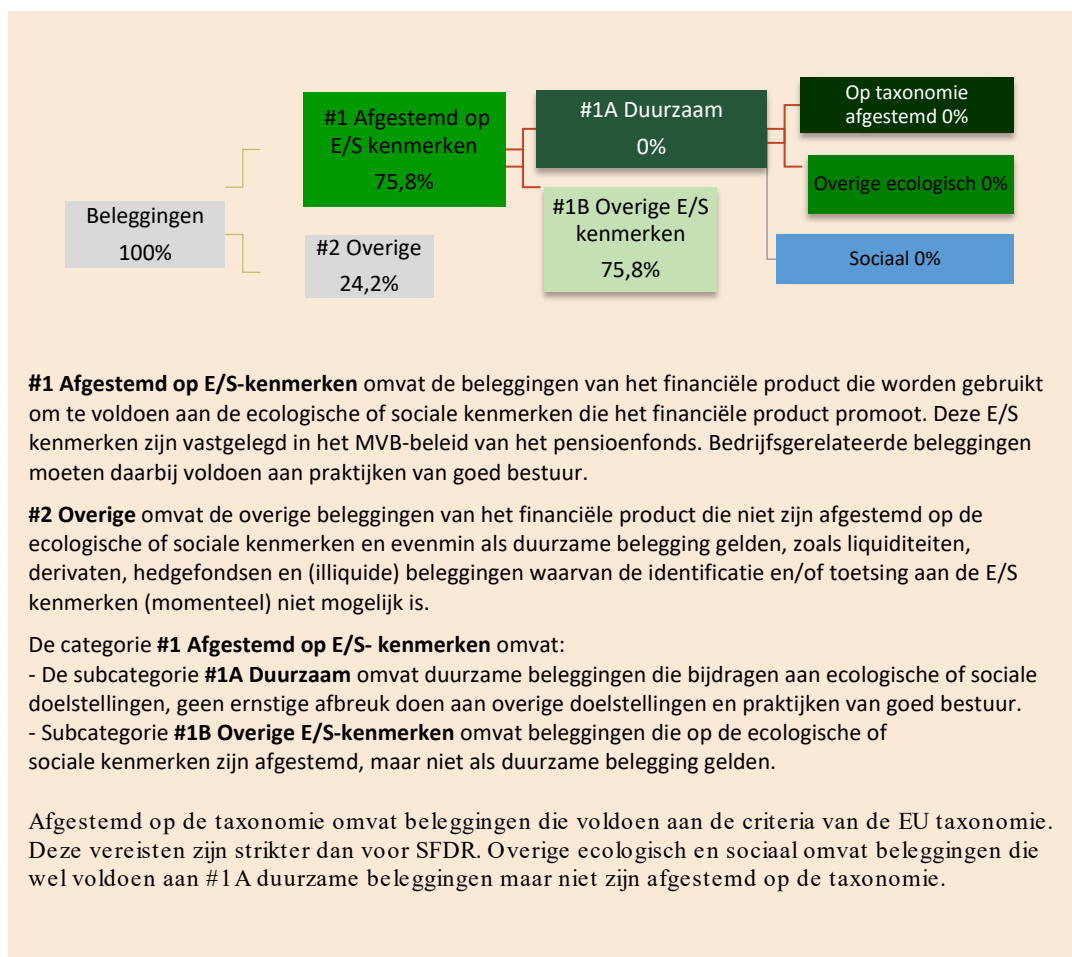 Beleggingen
100%
#1 Afgestemd op
E/S kenmerken
75,8%
#2 Overige
24,2%
#1A Duurzaam
0%
#1B Overige E/S
kenmerken
75,8%
Op taxonomie
afgestemd 0%
Overige ecologisch 0%
Sociaal 0%
#1 Afgestemd op E/S-kenmerken omvat de beleggingen van het financiële product die worden gebruikt
om te voldoen aan de ecologische of sociale kenmerken die het financiële product promoot. Deze E/S
kenmerken zijn vastgelegd in het MVB-beleid van het pensioenfonds. Bedrijfsgerelateerde beleggingen
moeten daarbij voldoen aan praktijken van goed bestuur.
#2 Overige omvat de overige beleggingen van het financiële product die niet zijn afgestemd op de
ecologische of sociale kenmerken en evenmin als duurzame belegging gelden, zoals liquiditeiten,
derivaten, hedgefondsen en (illiquide) beleggingen waarvan de identificatie en/of toetsing aan de E/S
kenmerken (momenteel) niet mogelijk is.
De categorie #1 Afgestemd op E/S- kenmerken omvat:
- De subcategorie #1A Duurzaam omvat duurzame beleggingen die bijdragen aan ecologische of sociale
doelstellingen, geen ernstige afbreuk doen aan overige doelstellingen en praktijken van goed bestuur.
- Subcategorie #1B Overige E/S-kenmerken omvat beleggingen die op de ecologische of
sociale kenmerken zijn afgestemd, maar niet als duurzame belegging gelden.
Afgestemd op de taxonomie omvat beleggingen die voldoen aan de criteria van de EU taxonomie.
Deze vereisten zijn strikter dan voor SFDR. Overige ecologisch en sociaal omvat beleggingen die
wel voldoen aan #1A duurzame beleggingen maar niet zijn afgestemd op de taxonomie.